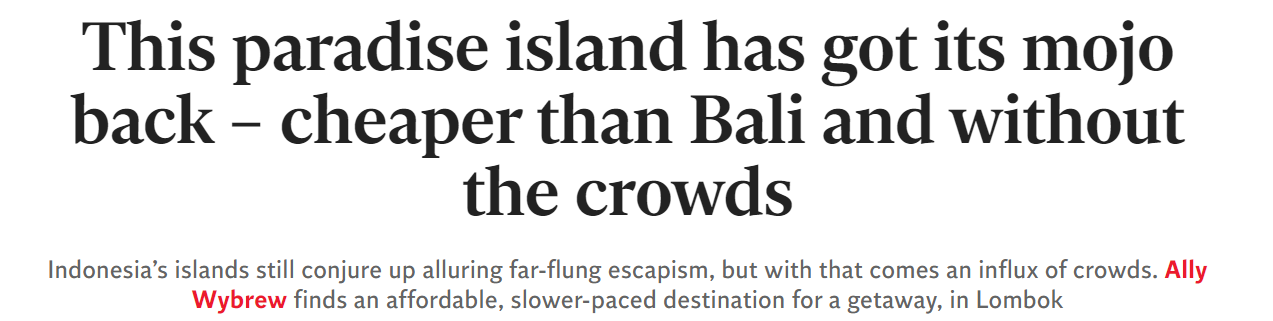 This paradise island has got its mojo
back – cheaper than Bali and without
the crowds
Indonesia’s islands still conjure up alluring far-flung escapism, but with that comes an influx of crowds. Ally
Wybrew finds an affordable, slower-paced destination for a getaway, in Lombok